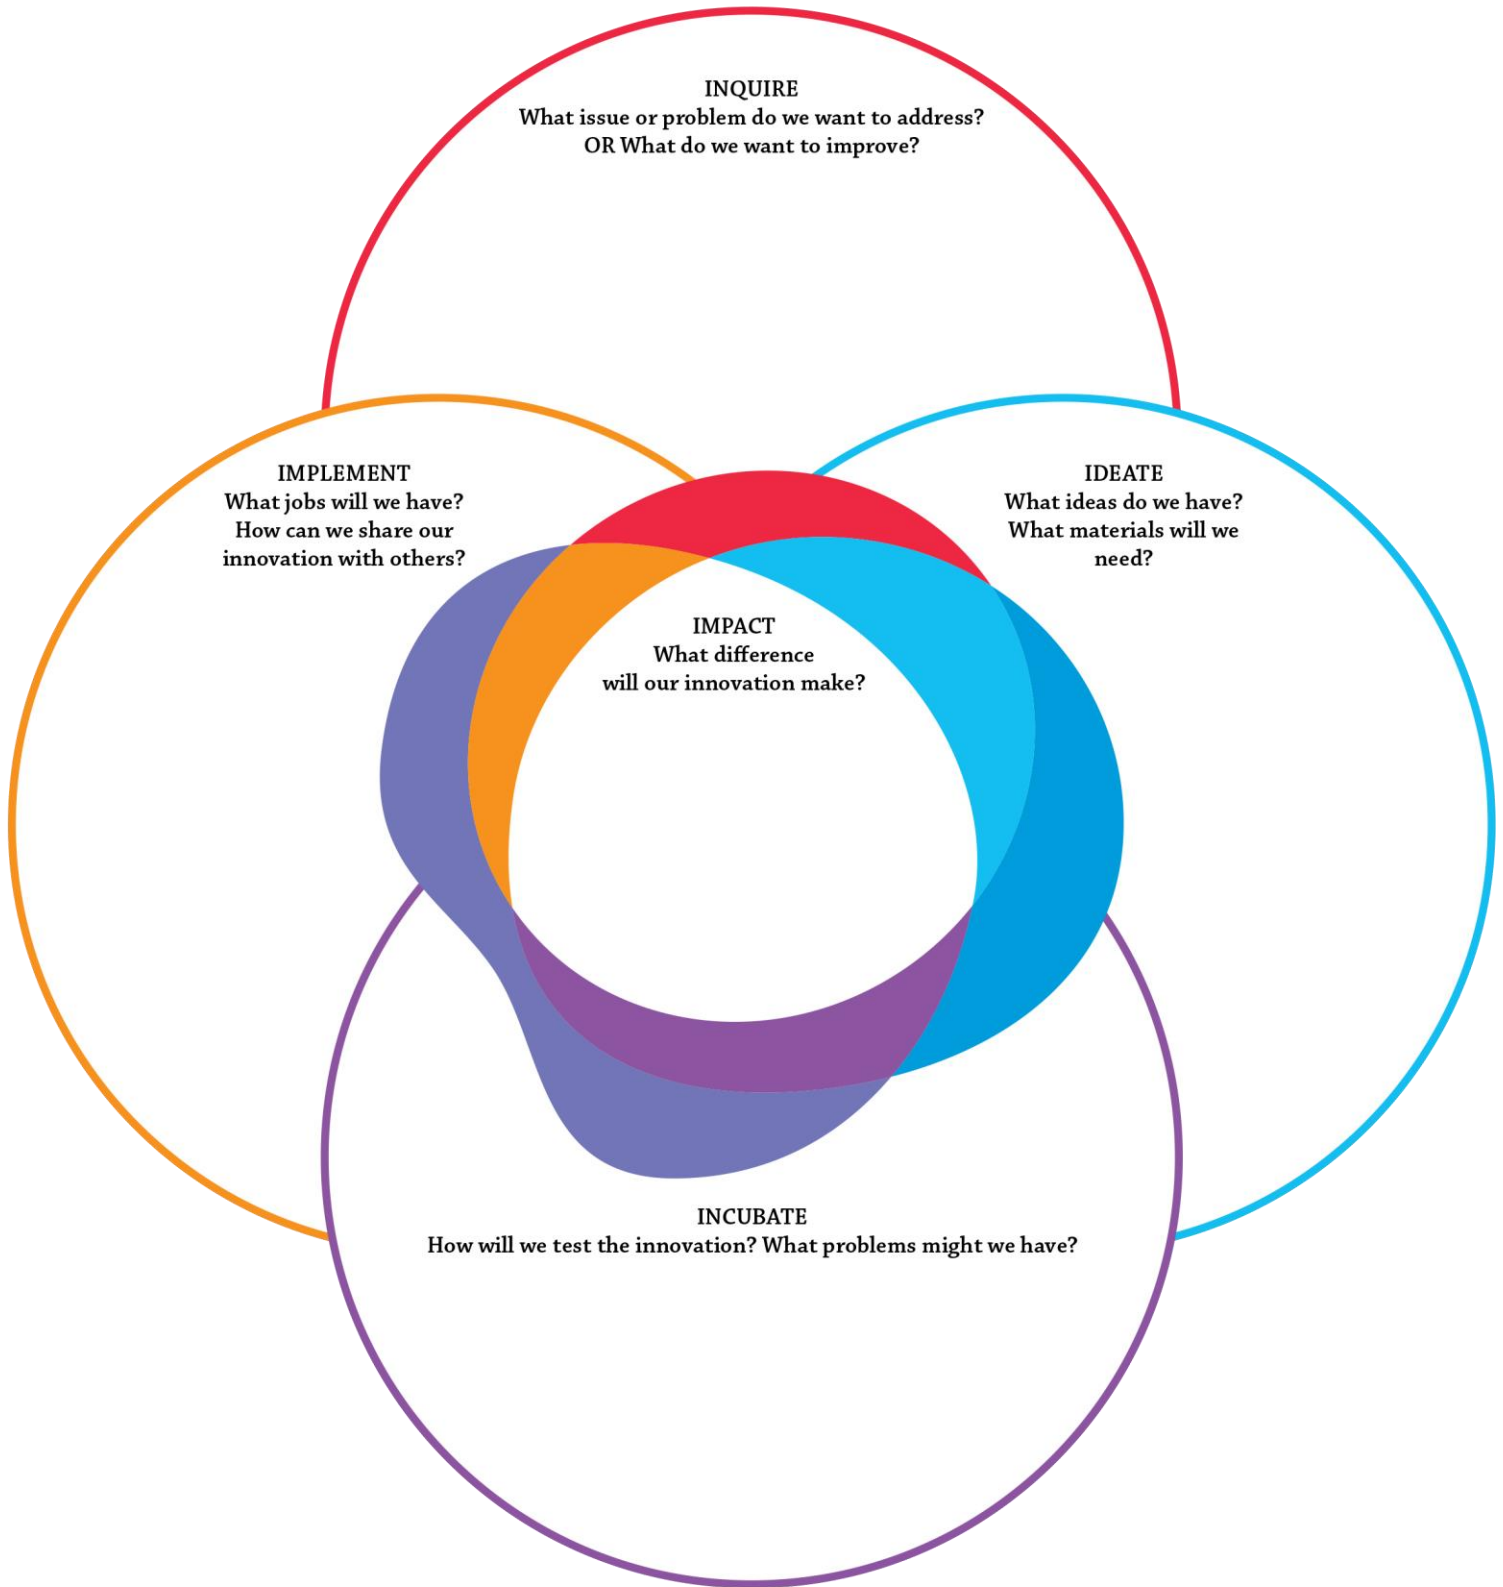 INQUIRE
What issue or problem do we want to address?
OR What do we want to improve?
IMPLEMENT
What jobs will we have?
How can we share our
innovation with others?
IDEATE
What ideas do we have?
What materials will we
need?
IMPACT
What difference
will our innovation make?
INCUBATE
How will we test the innovation? What problems might we have?